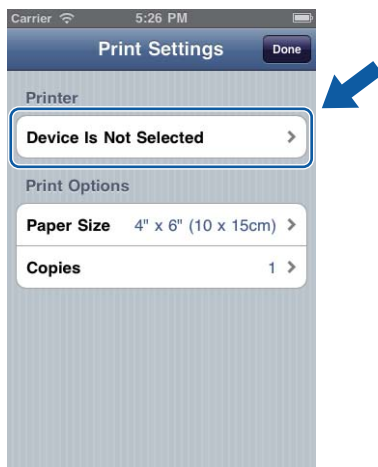 Carrier 5:26 PM
Print Settings Done
Printer
Device Is Not Selected
Print Options
Paper Size 4" x 6" (10 x 15cm)
Copies 1